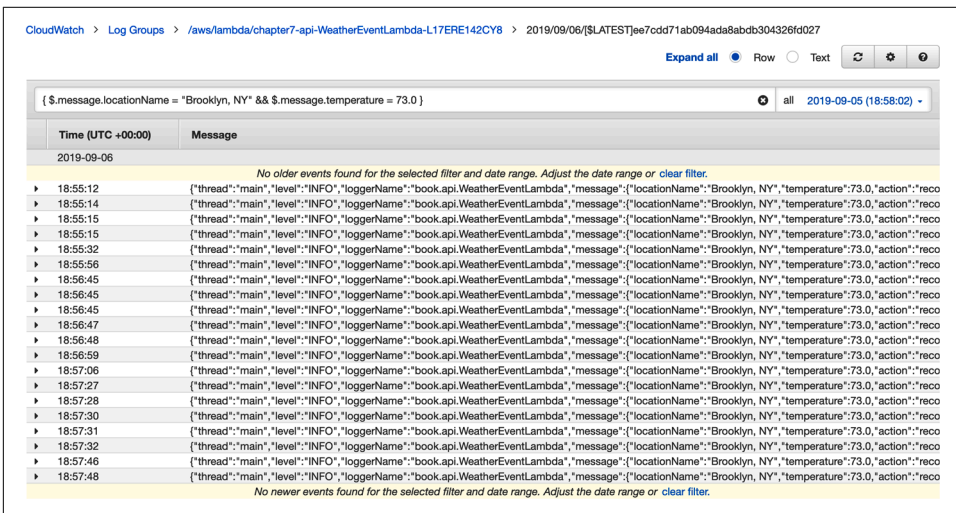 CloudWatch > Log Groups > /aws/lambda/chapter7-api-WeatherEventLambda-L17ERE142CY8 > 2019/09/06/[$LATEST]ee7cdd71ab094ada8abdb304326fd027
Expand all Row Text
{ $.message.locationName = "Brooklyn, NY" && $.message.temperature = 73.0 } all 2019-09-05 (18:58:02)
Time (UTC +00:00) Message
2019-09-06
No older events found for the selected filter and date range. Adjust the date range or clear filter.
18:55:12 {"thread":"main","level":"INFO","loggerName":"book.api.WeatherEventLambda","message":{"locationName":"Brooklyn, NY","temperature":73.0,"action":"reco
18:55:14 {"thread":"main","level":"INFO","loggerName":"book.api.WeatherEventLambda","message":{"locationName":"Brooklyn, NY","temperature":73.0,"action":"reco
18:55:15 {"thread":"main","level":"INFO","loggerName":"book.api.WeatherEventLambda","message":{"locationName":"Brooklyn, NY","temperature":73.0,"action":"reco
18:55:15 {"thread":"main","level":"INFO","loggerName":"book.api.WeatherEventLambda","message":{"locationName":"Brooklyn, NY","temperature":73.0,"action":"reco
18:55:32 {"thread":"main","level":"INFO","loggerName":"book.api.WeatherEventLambda","message":{"locationName":"Brooklyn, NY","temperature":73.0,"action":"reco
18:55:56 {"thread":"main","level":"INFO","loggerName":"book.api.WeatherEventLambda","message":{"locationName":"Brooklyn, NY","temperature":73.0,"action":"reco
18:56:45 {"thread":"main","level":"INFO","loggerName":"book.api.WeatherEventLambda","message":{"locationName":"Brooklyn, NY","temperature":73.0,"action":"reco
18:56:45 {"thread":"main","level":"INFO","loggerName":"book.api.WeatherEventLambda","message":{"locationName":"Brooklyn, NY","temperature":73.0,"action":"reco
18:56:45 {"thread":"main","level":"INFO","loggerName":"book.api.WeatherEventLambda","message":{"locationName":"Brooklyn, NY","temperature":73.0,"action":"reco
18:56:47 {"thread":"main","level":"INFO","loggerName":"book.api.WeatherEventLambda","message":{"locationName":"Brooklyn, NY","temperature":73.0,"action":"reco
18:56:48 {"thread":"main","level":"INFO","loggerName":"book.api.WeatherEventLambda","message":{"locationName":"Brooklyn, NY","temperature":73.0,"action":"reco
18:56:59 {"thread":"main","level":"INFO","loggerName":"book.api.WeatherEventLambda","message":{"locationName":"Brooklyn, NY","temperature":73.0,"action":"reco
18:57:06 {"thread":"main","level":"INFO","loggerName":"book.api.WeatherEventLambda","message":{"locationName":"Brooklyn, NY","temperature":73.0,"action":"reco
18:57:27 {"thread":"main","level":"INFO","loggerName":"book.api.WeatherEventLambda","message":{"locationName":"Brooklyn, NY","temperature":73.0,"action":"reco
18:57:28 {"thread":"main","level":"INFO","loggerName":"book.api.WeatherEventLambda","message":{"locationName":"Brooklyn, NY","temperature":73.0,"action":"reco
18:57:30 {"thread":"main","level":"INFO","loggerName":"book.api.WeatherEventLambda","message":{"locationName":"Brooklyn, NY","temperature":73.0,"action":"reco
18:57:31 {"thread":"main","level":"INFO","loggerName":"book.api.WeatherEventLambda","message":{"locationName":"Brooklyn, NY","temperature":73.0,"action":"reco
18:57:32 {"thread":"main","level":"INFO","loggerName":"book.api.WeatherEventLambda","message":{"locationName":"Brooklyn, NY","temperature":73.0,"action":"reco
18:57:46 {"thread":"main","level":"INFO","loggerName":"book.api.WeatherEventLambda","message":{"locationName":"Brooklyn, NY","temperature":73.0,"action":"reco
18:57:48 {"thread":"main","level":"INFO","loggerName":"book.api.WeatherEventLambda","message":{"locationName":"Brooklyn, NY","temperature":73.0,"action":"reco
No newer events found for the selected filter and date range. Adjust the date range or clear filter.